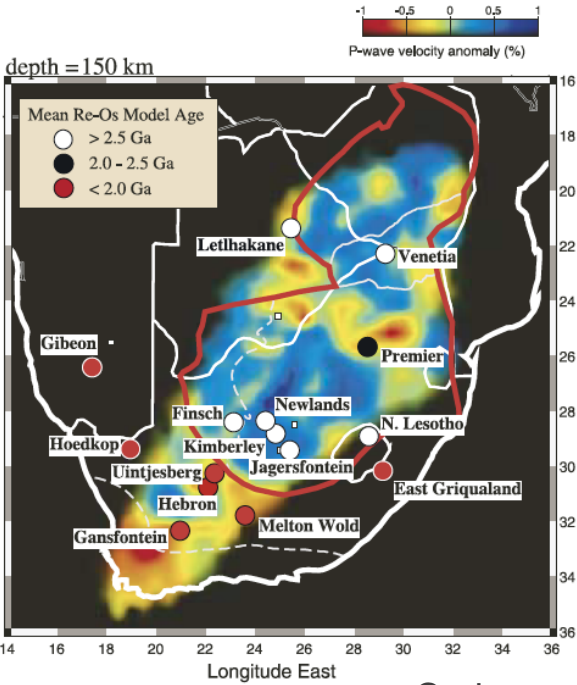 -1 -0.5 0 0.5 1
P-wave velocity anomaly (%)
depth =150 km
Mean Re-Os Model Age
> 2.5 Ga
2.0 - 2.5 Ga
< 2.0 Ga
16
18
20
22
24
26
28
30
32
34
36
Letlhakane
Venetia
Gibeon
Premier
Finsch
Newlands
N. Lesotho
Hoedkop
Kimberley
Jagersfontein
Uintjesberg
East Griqualand
Hebron
Melton Wold
Gansfontein
14 16 18 20 22 24 26 28 30 32 34 36
Longitude East